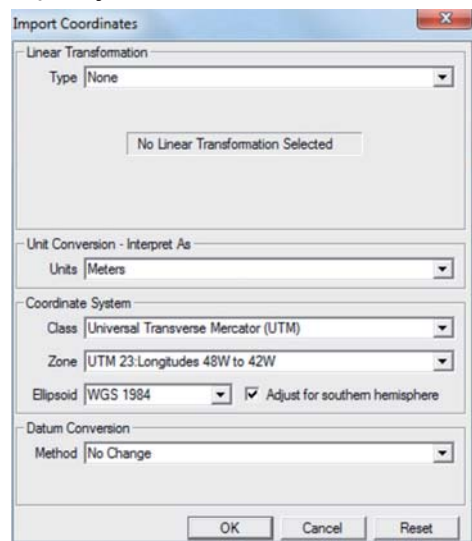 Import Coordinates
Linear Transformation
Type None
No Linear Transformation Selected
Unit Conversion - Interpret As
Units Meters
Coordinate System
Class Universal Transverse Mercator (UTM)
Zone UTM 23:Longitudes 48W to 42W
Ellipsoid WGS 1984 Adjust for southern hemisphere
Datum Conversion
Method No Change
OK Cancel Reset